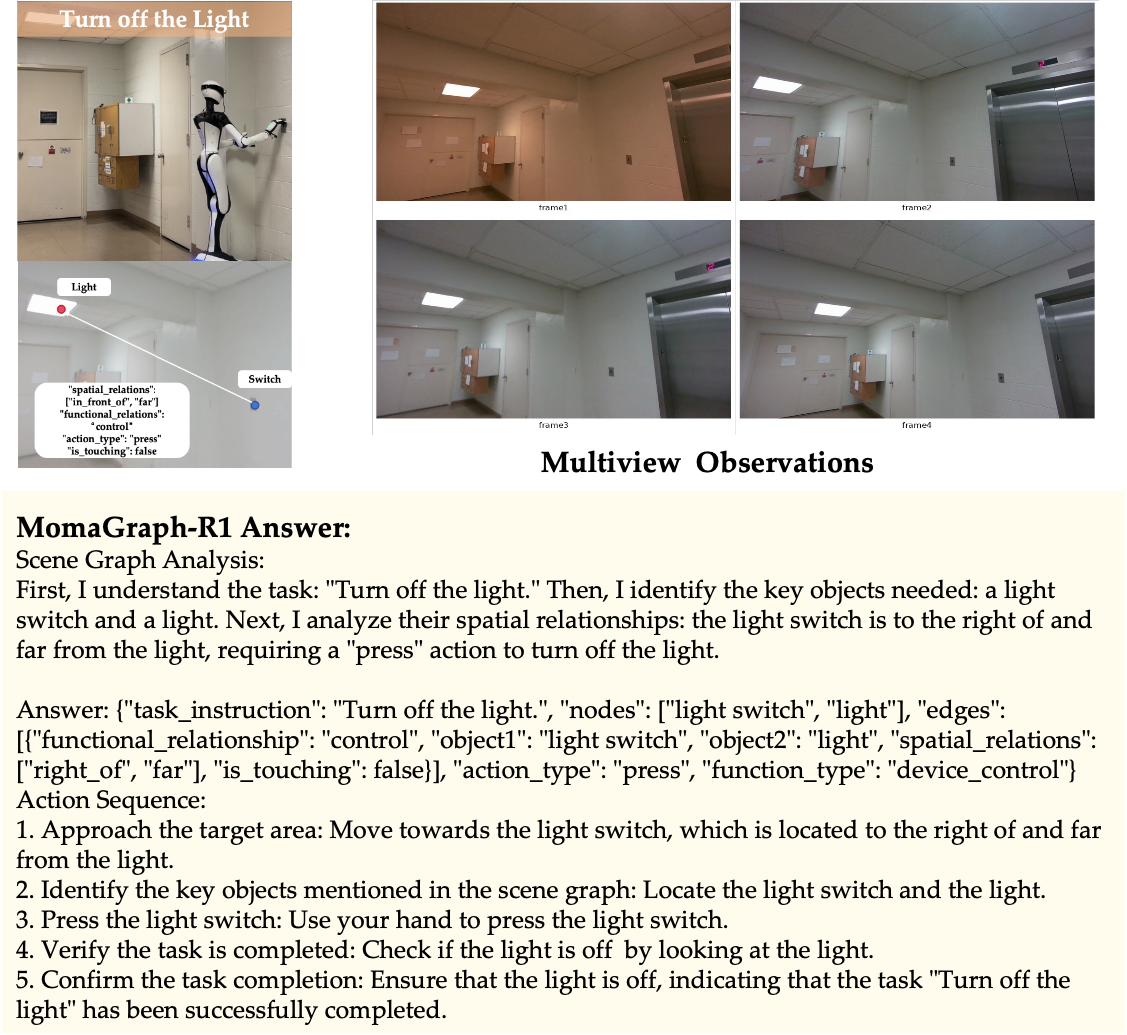 Turn off the Light
Light
Switch
"spatial_relations":
["in_front_of", "far"]
"functional_relations":
"control"
"action_type": "press"
"is_touching": false
frame1
frame2
frame3
frame4
Multiview Observations
MomaGraph-R1 Answer:
Scene Graph Analysis:
First, I understand the task: "Turn off the light." Then, I identify the key objects needed: a light
switch and a light. Next, I analyze their spatial relationships: the light switch is to the right of and
far from the light, requiring a "press" action to turn off the light.
Answer: {"task_instruction": "Turn off the light.", "nodes": ["light switch", "light"], "edges":
[{"functional_relationship": "control", "object1": "light switch", "object2": "light", "spatial_relations":
["right_of", "far"], "is_touching": false}], "action_type": "press", "function_type": "device_control"}
Action Sequence:
1. Approach the target area: Move towards the light switch, which is located to the right of and far
from the light.
2. Identify the key objects mentioned in the scene graph: Locate the light switch and the light.
3. Press the light switch: Use your hand to press the light switch.
4. Verify the task is completed: Check if the light is off by looking at the light.
5. Confirm the task completion: Ensure that the light is off, indicating that the task "Turn off the
light" has been successfully completed.